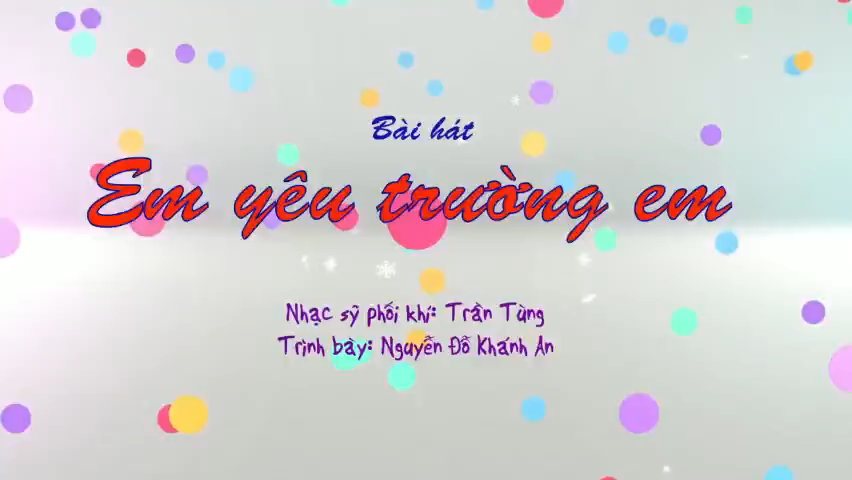 Bài hát
Em yêu trường em
Nhạc sỹ phối khí: Trần Tùng
Trình bày: Nguyễn Đỗ Khánh An